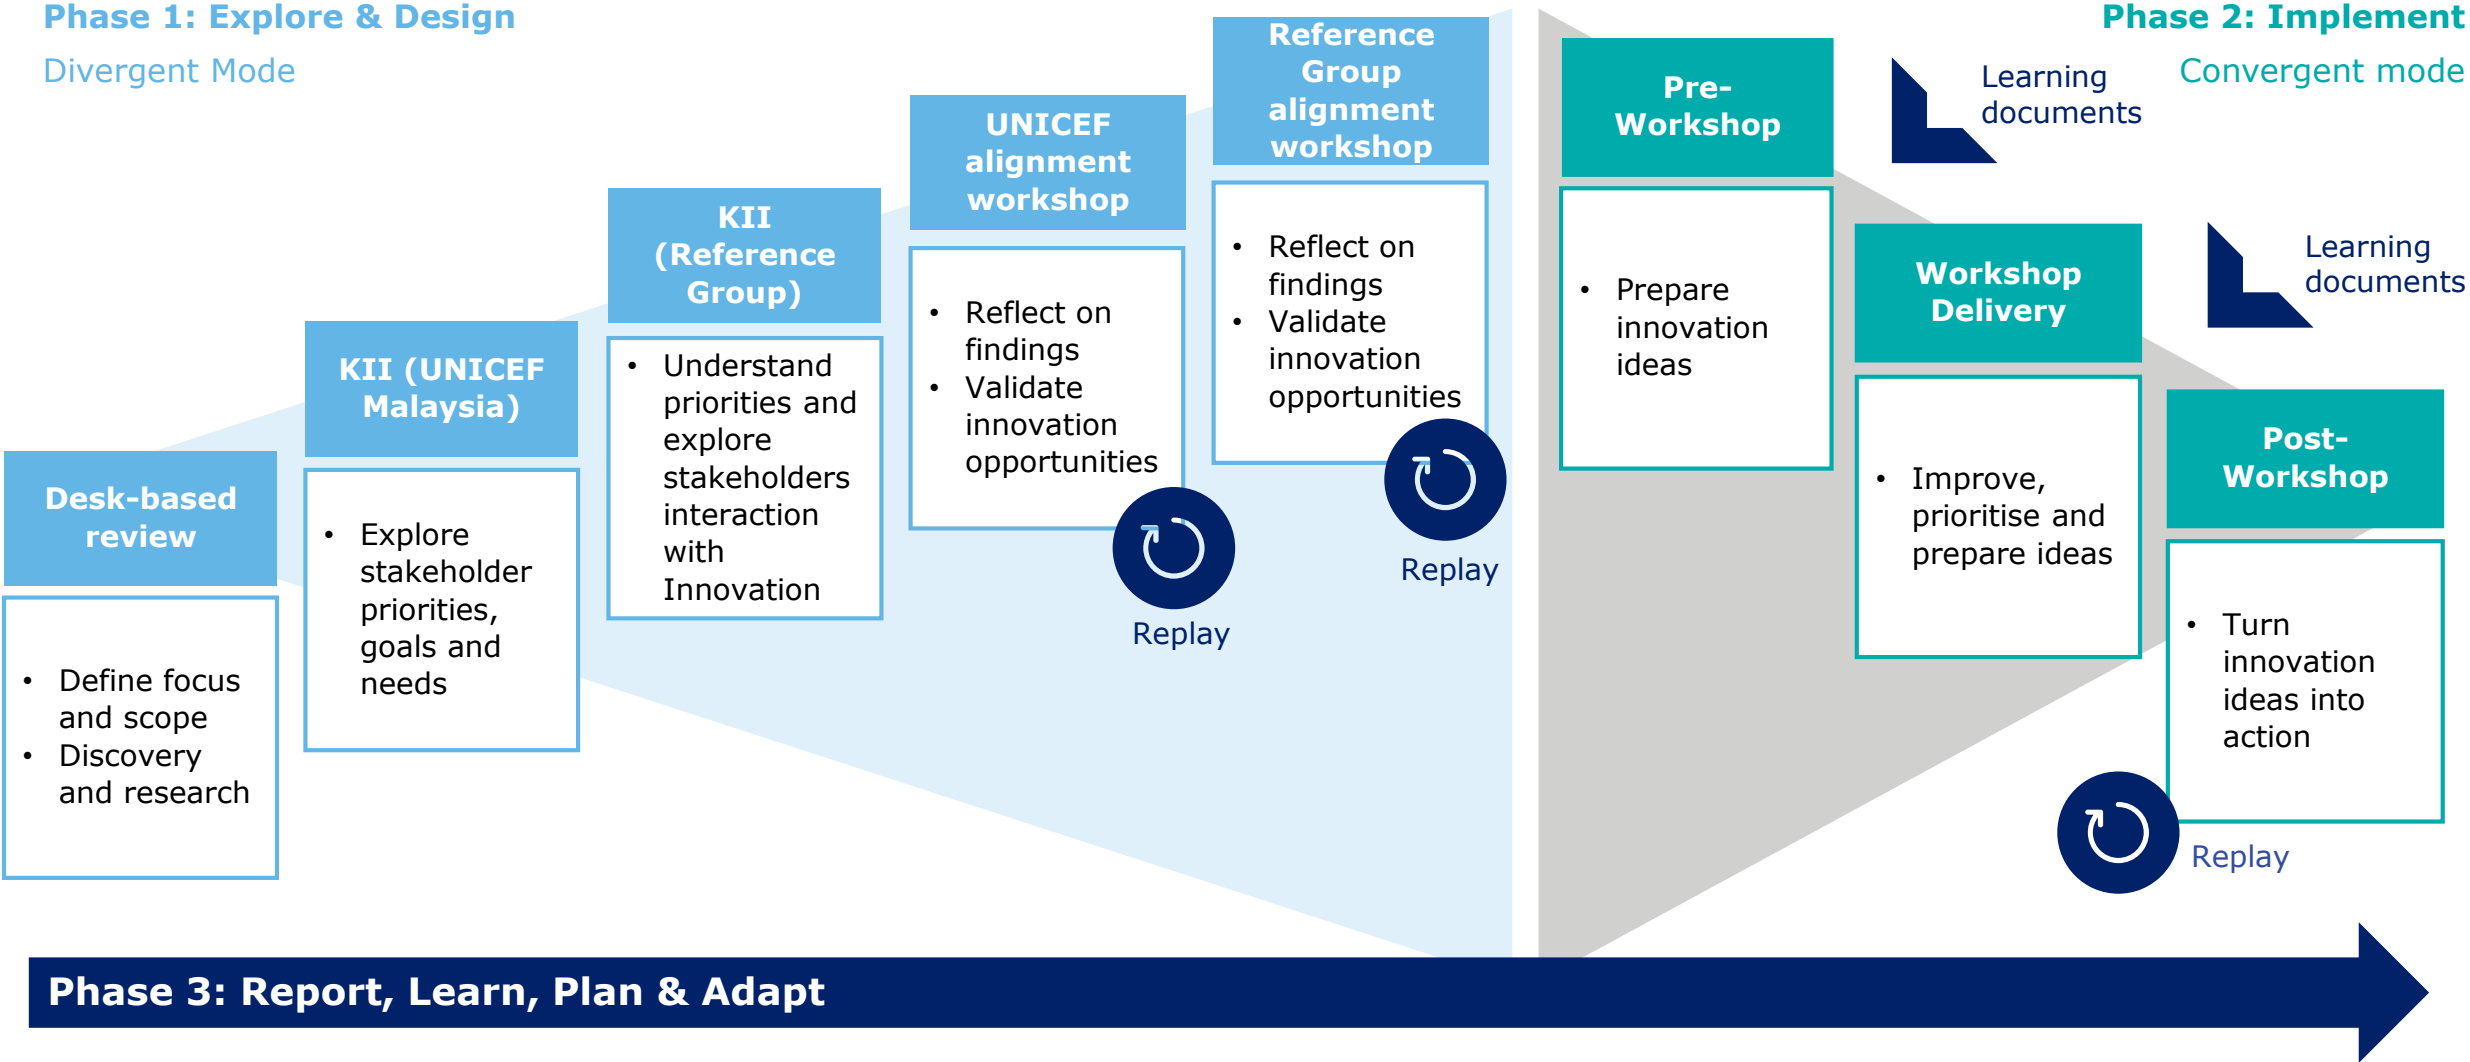 Phase 1: Explore & Design
Divergent Mode
Desk-based
review
• Define focus
and scope
• Discovery
and research
KII (UNICEF
Malaysia)
• Explore
stakeholder
priorities,
goals and
needs
KII
(Reference
Group)
• Understand
priorities and
explore
stakeholders
interaction
with
Innovation
UNICEF
alignment
workshop
• Reflect on
findings
• Validate
innovation
opportunities
Replay
Reference
Group
alignment
workshop
• Reflect on
findings
• Validate
innovation
opportunities
Replay
Phase 2: Implement
Convergent mode
Pre-
Workshop
• Prepare
innovation
ideas
Learning
documents
Workshop
Delivery
• Improve,
prioritise and
prepare ideas
Learning
documents
Post-
Workshop
• Turn
innovation
ideas into
action
Replay
Phase 3: Report, Learn, Plan & Adapt